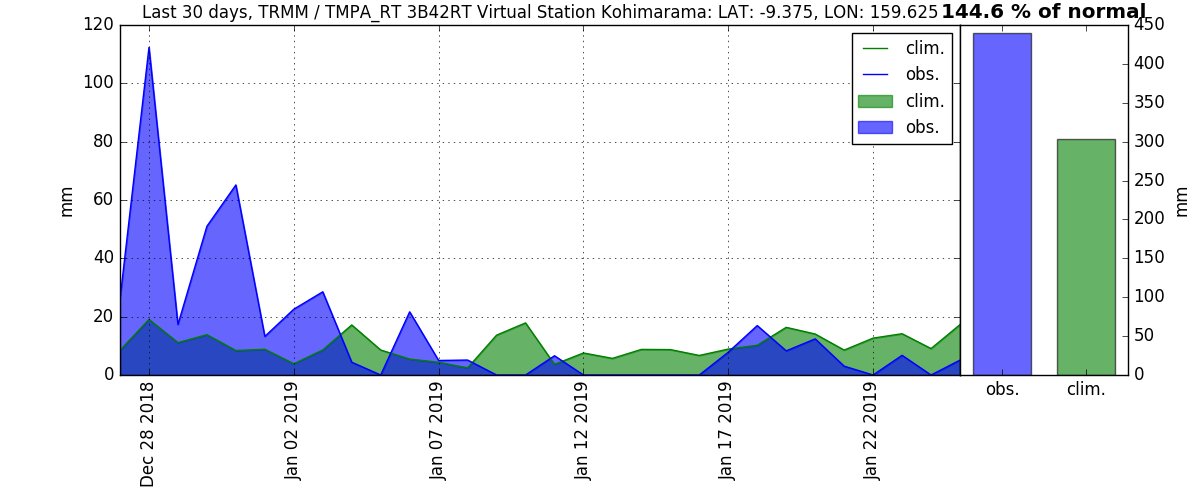 Last 30 days, TRMM / TMPA_RT 3B42RT Virtual Station Kohimarama: LAT: -9.375, LON: 159.625
144.6 % of normal
120
100
80
60
40
20
0
mm
clim.
obs.
clim.
obs.
Dec 28 2018
Jan 02 2019
Jan 07 2019
Jan 12 2019
Jan 17 2019
Jan 22 2019
450
400
350
300
250
200
150
100
50
0
mm
obs.
clim.